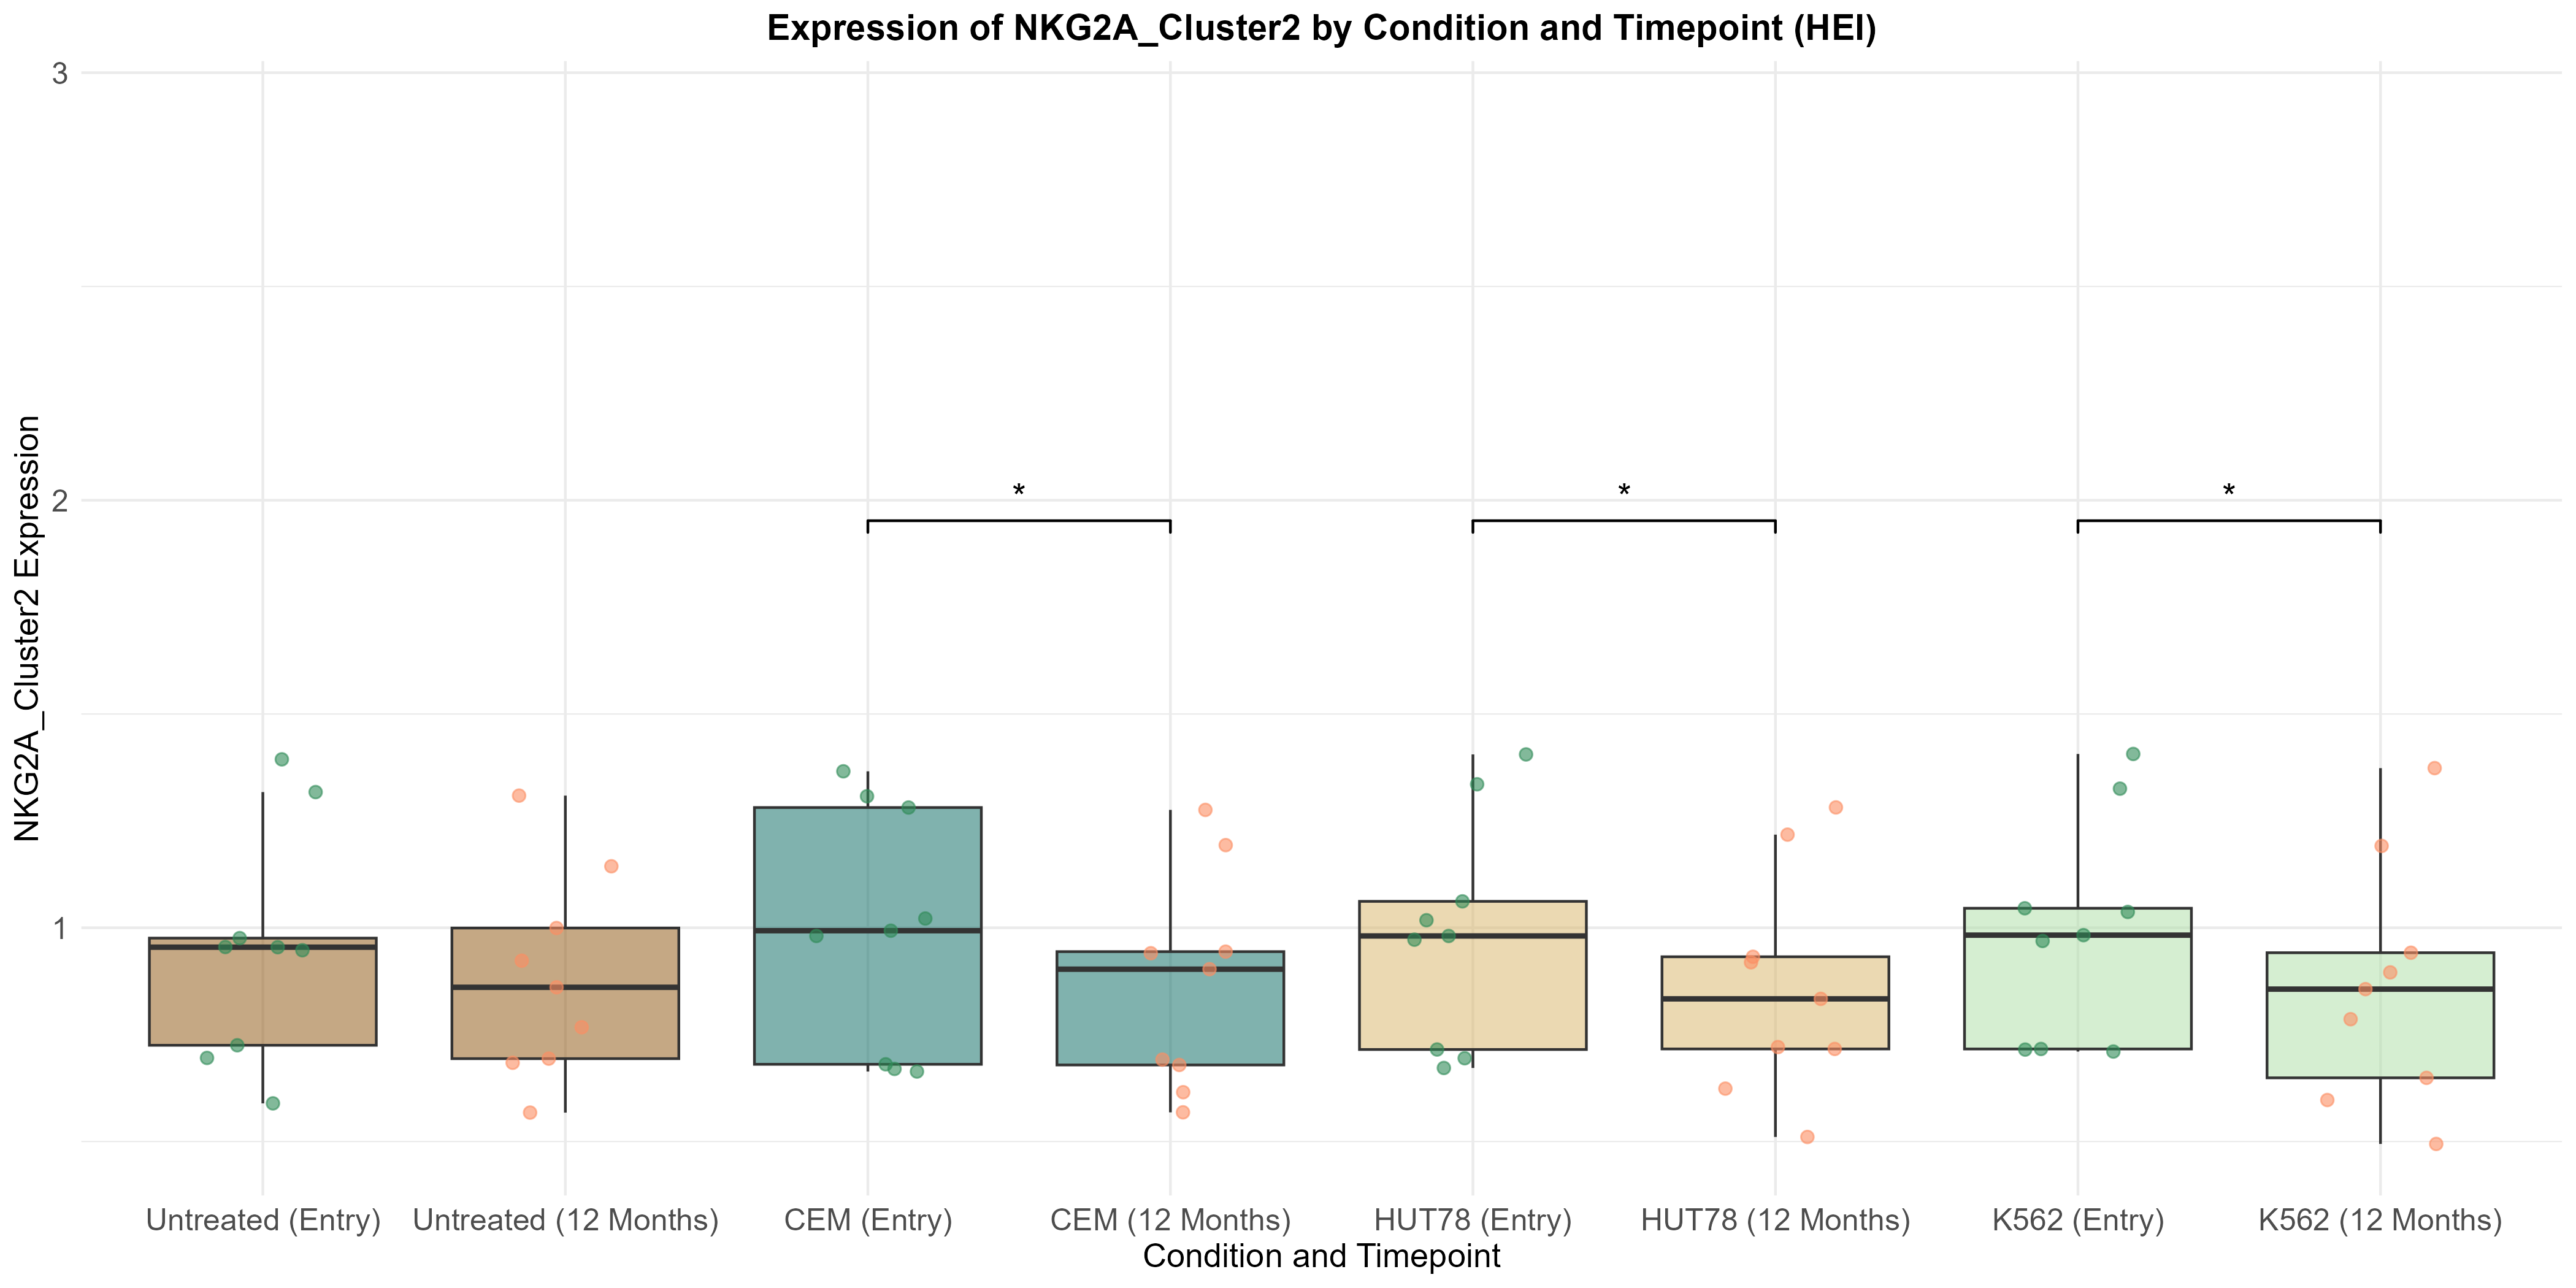 Expression of NKG2A_Cluster2 by Condition and Timepoint (HEI)
NKG2A_Cluster2 Expression
3
2
1
*
*
*
Untreated (Entry)
Untreated (12 Months)
CEM (Entry)
CEM (12 Months)
HUT78 (Entry)
HUT78 (12 Months)
K562 (Entry)
K562 (12 Months)
Condition and Timepoint